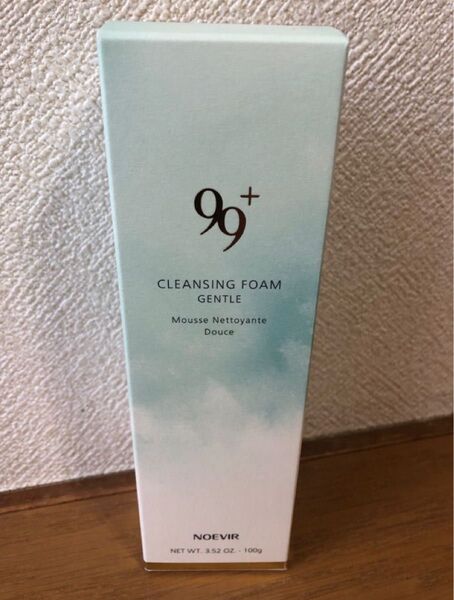 99+
CLEANSING FOAM
GENTLE
Mousse Nettoyante
Douce
NOEVIR
NET WT. 3.52 OZ. - 100g